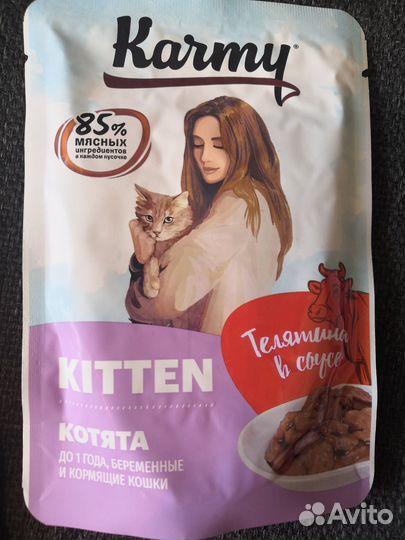 Karmy
85%
МЯСНЫХ
ингредиентов
в каждом кусочке
Телятина
в соусе
KITTEN
КОТЯТА
ДО 1 ГОДА, БЕРЕМЕННЫЕ
И КОРМЯЩИЕ КОШКИ
Avito